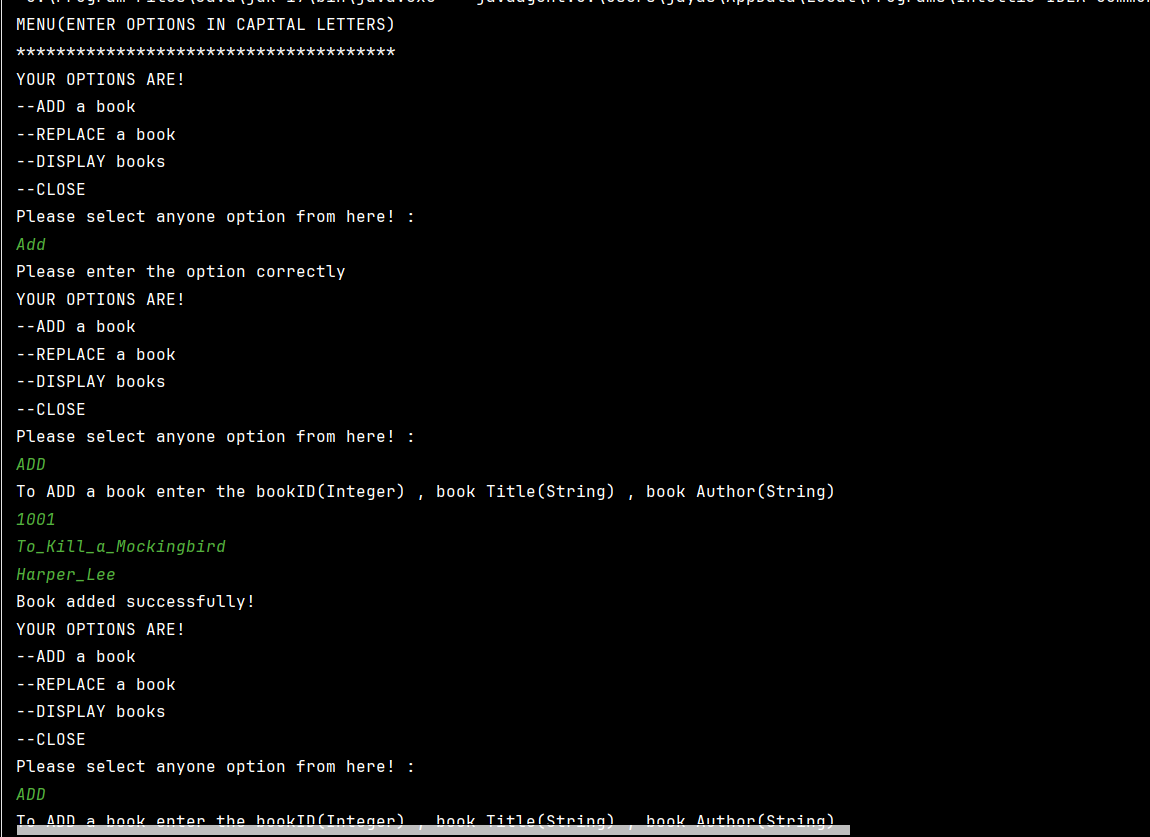 MENU(ENTER OPTIONS IN CAPITAL LETTERS)
**************************************
YOUR OPTIONS ARE!
--ADD a book
--REPLACE a book
--DISPLAY books
--CLOSE
Please select anyone option from here! :
Add
Please enter the option correctly
YOUR OPTIONS ARE!
--ADD a book
--REPLACE a book
--DISPLAY books
--CLOSE
Please select anyone option from here! :
ADD
To ADD a book enter the bookID(Integer) , book Title(String) , book Author(String)
1001
To_Kill_a_Mockingbird
Harper_Lee
Book added successfully!
YOUR OPTIONS ARE!
--ADD a book
--REPLACE a book
--DISPLAY books
--CLOSE
Please select anyone option from here! :
ADD
To ADD a book enter the bookID(Integer) , book Title(String) , book Author(String)